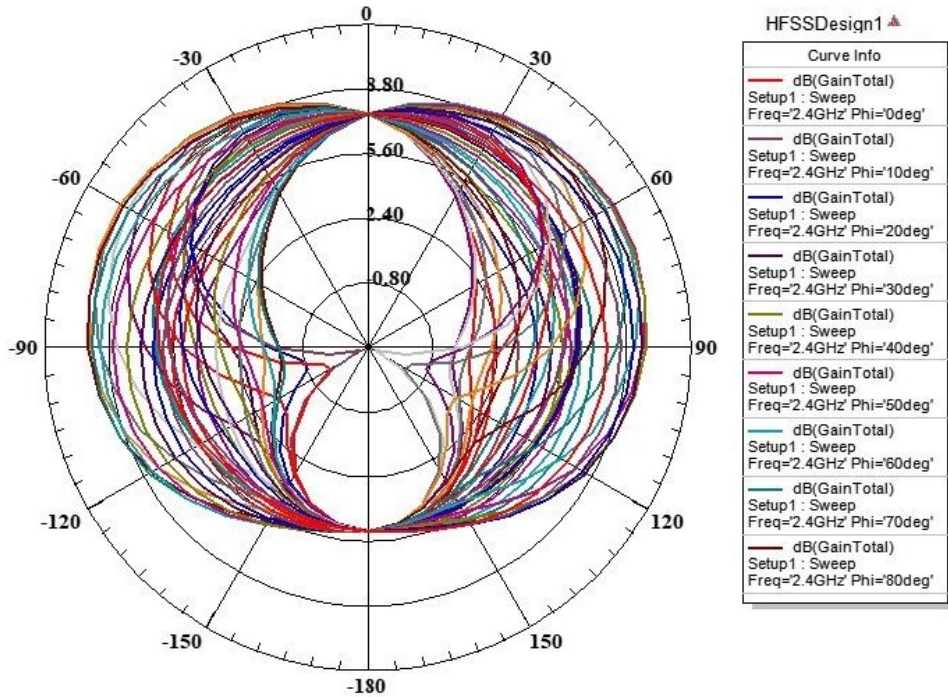 0
-30
30
8.80
-60
60
5.60
2.40
0.80
-90
90
-120
120
-150
150
-180
HFSSDesign1
Curve Info
dB(GainTotal)
Setup1 : Sweep
Freq='2.4GHz' Phi='0deg'
dB(GainTotal)
Setup1 : Sweep
Freq='2.4GHz' Phi='10deg'
dB(GainTotal)
Setup1 : Sweep
Freq='2.4GHz' Phi='20deg'
dB(GainTotal)
Setup1 : Sweep
Freq='2.4GHz' Phi='30deg'
dB(GainTotal)
Setup1 : Sweep
Freq='2.4GHz' Phi='40deg'
dB(GainTotal)
Setup1 : Sweep
Freq='2.4GHz' Phi='50deg'
dB(GainTotal)
Setup1 : Sweep
Freq='2.4GHz' Phi='60deg'
dB(GainTotal)
Setup1 : Sweep
Freq='2.4GHz' Phi='70deg'
dB(GainTotal)
Setup1 : Sweep
Freq='2.4GHz' Phi='80deg'